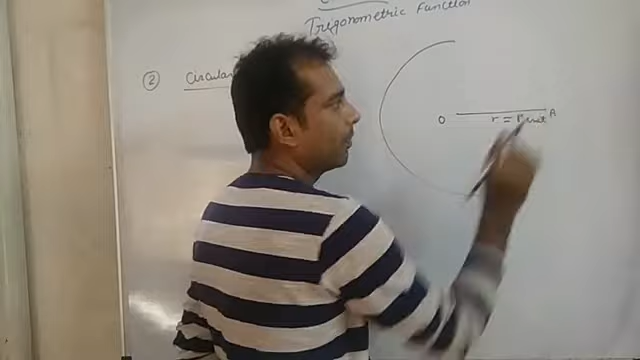 Trigonometric Function
② Circular
O r = 1 unit A